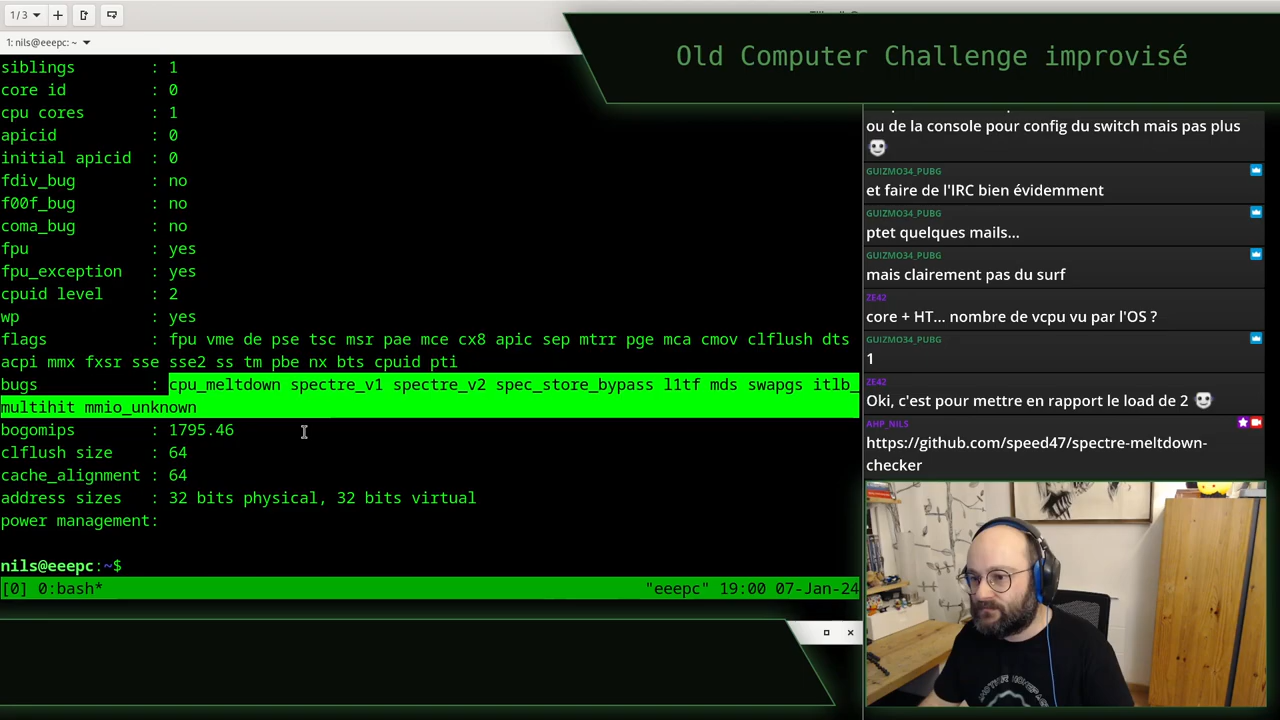 1/3
1: nils@eeepc: ~
Old Computer Challenge improvisé
siblings : 1
core id : 0
cpu cores : 1
apicid : 0
initial apicid : 0
fdiv_bug : no
f00f_bug : no
coma_bug : no
fpu : yes
fpu_exception : yes
cpuid level : 2
wp : yes
flags : fpu vme de pse tsc msr pae mce cx8 apic sep mtrr pge mca cmov clflush dts
acpi mmx fxsr sse sse2 ss tm pbe nx bts cpuid pti
bugs : cpu_meltdown spectre_v1 spectre_v2 spec_store_bypass l1tf mds swapgs itlb_
multihit mmio_unknown
bogomips : 1795.46
clflush size : 64
cache_alignment : 64
address sizes : 32 bits physical, 32 bits virtual
power management:
nils@eeepc:~$
[0] 0:bash* "eeepc" 19:00 07-Jan-24
ou de la console pour config du switch mais pas plus
GUIZMO34_PUBG
et faire de l'IRC bien évidemment
GUIZMO34_PUBG
ptet quelques mails...
GUIZMO34_PUBG
mais clairement pas du surf
ZE42
core + HT... nombre de vcpu vu par l'OS ?
GUIZMO34_PUBG
1
ZE42
Oki, c'est pour mettre en rapport le load de 2
AHP_NILS
https://github.com/speed47/spectre-meltdown-
checker